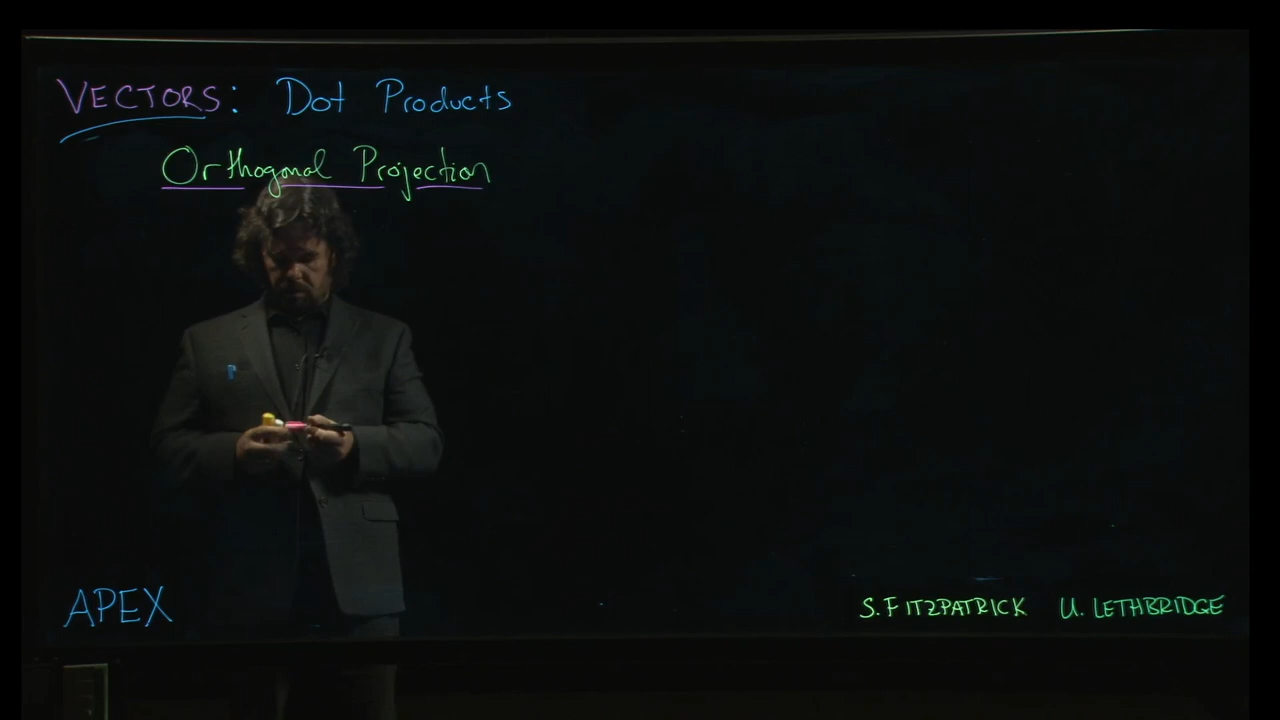 VECTORS: Dot Products
Orthogonal Projection
APEX
S. FITZPATRICK U. LETHBRIDGE